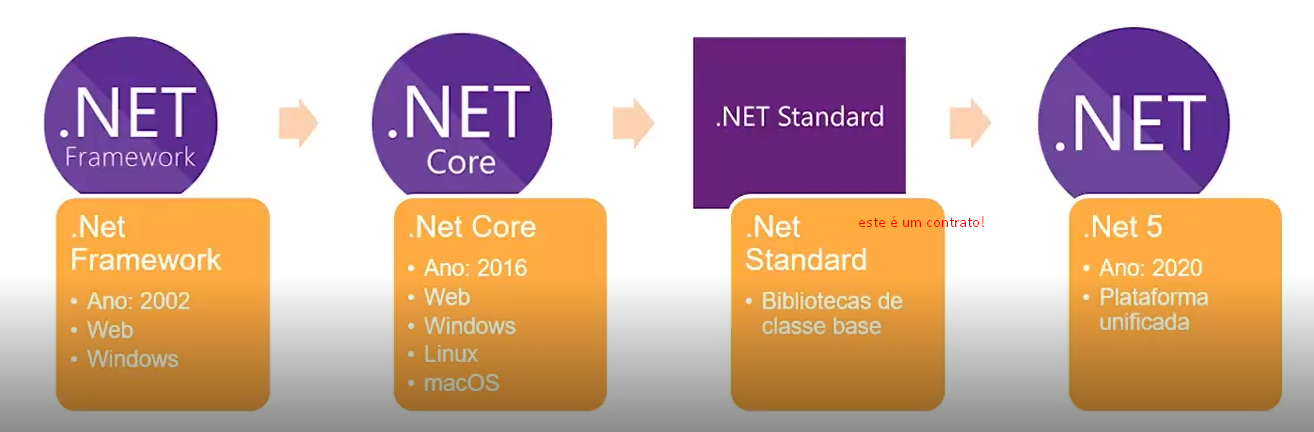 .NET
Framework
.Net
Framework
• Ano: 2002
• Web
• Windows
.NET
Core
.Net Core
• Ano: 2016
• Web
• Windows
• Linux
• macOS
.NET Standard
este é um contrato!
.Net
Standard
• Bibliotecas de
classe base
.NET
.Net 5
• Ano: 2020
• Plataforma
unificada